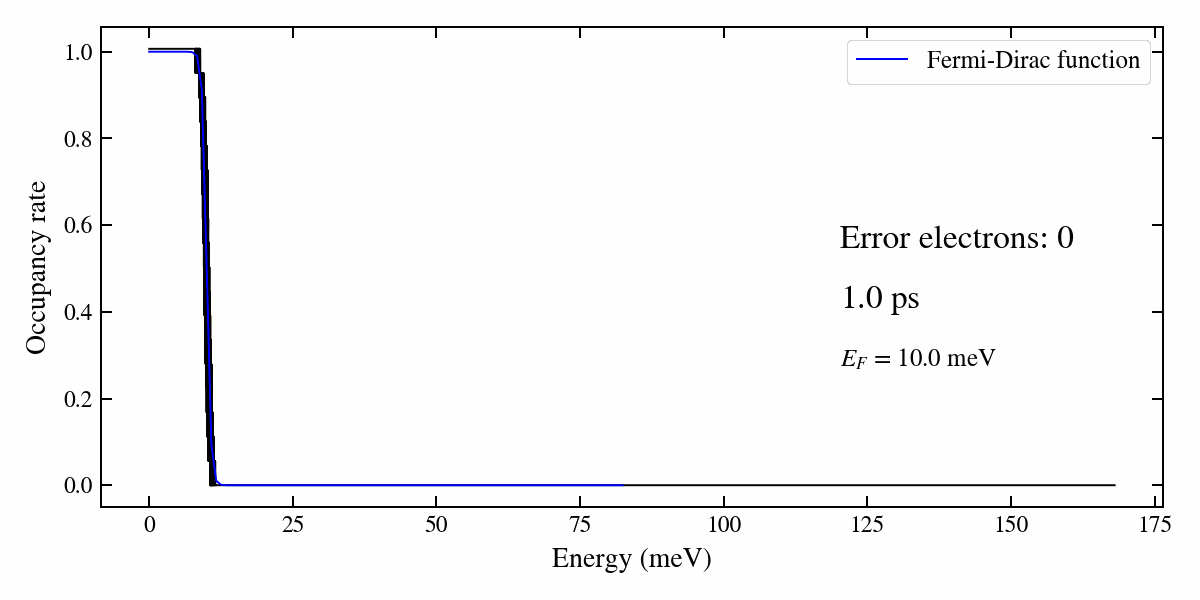 Fermi-Dirac function
1.0
0.8
0.6
0.4
0.2
0.0
Occupancy rate
Error electrons: 0
1.0 ps
E_F = 10.0 meV
0 25 50 75 100 125 150 175
Energy (meV)